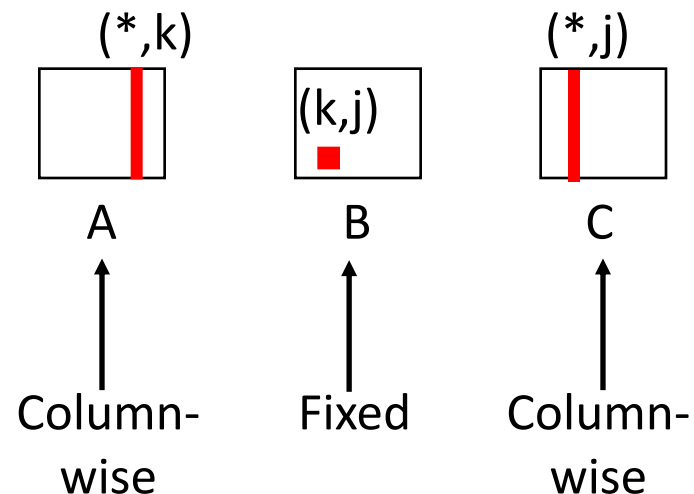 (*,k)
(*,j)
(k,j)
A
B
C
Column-
wise
Fixed
Column-
wise